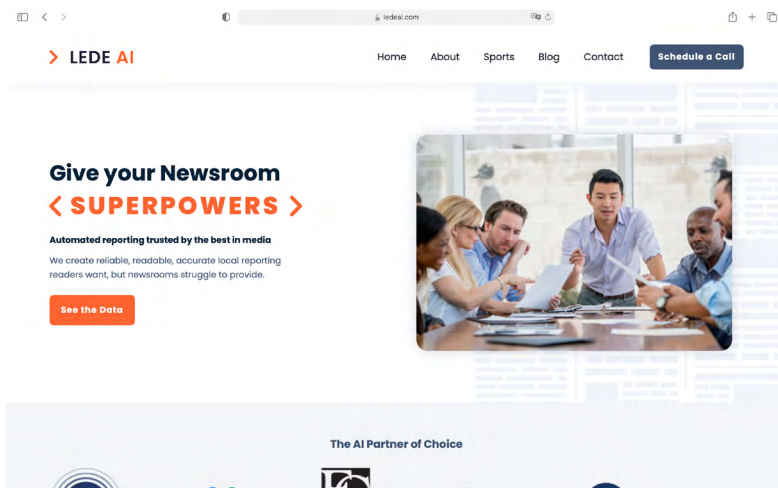 ledeai.com
LEDE AI
Home About Sports Blog Contact Schedule a Call
Give your Newsroom
SUPERPOWERS
Automated reporting trusted by the best in media
We create reliable, readable, accurate local reporting
readers want, but newsrooms struggle to provide.
See the Data
The AI Partner of Choice